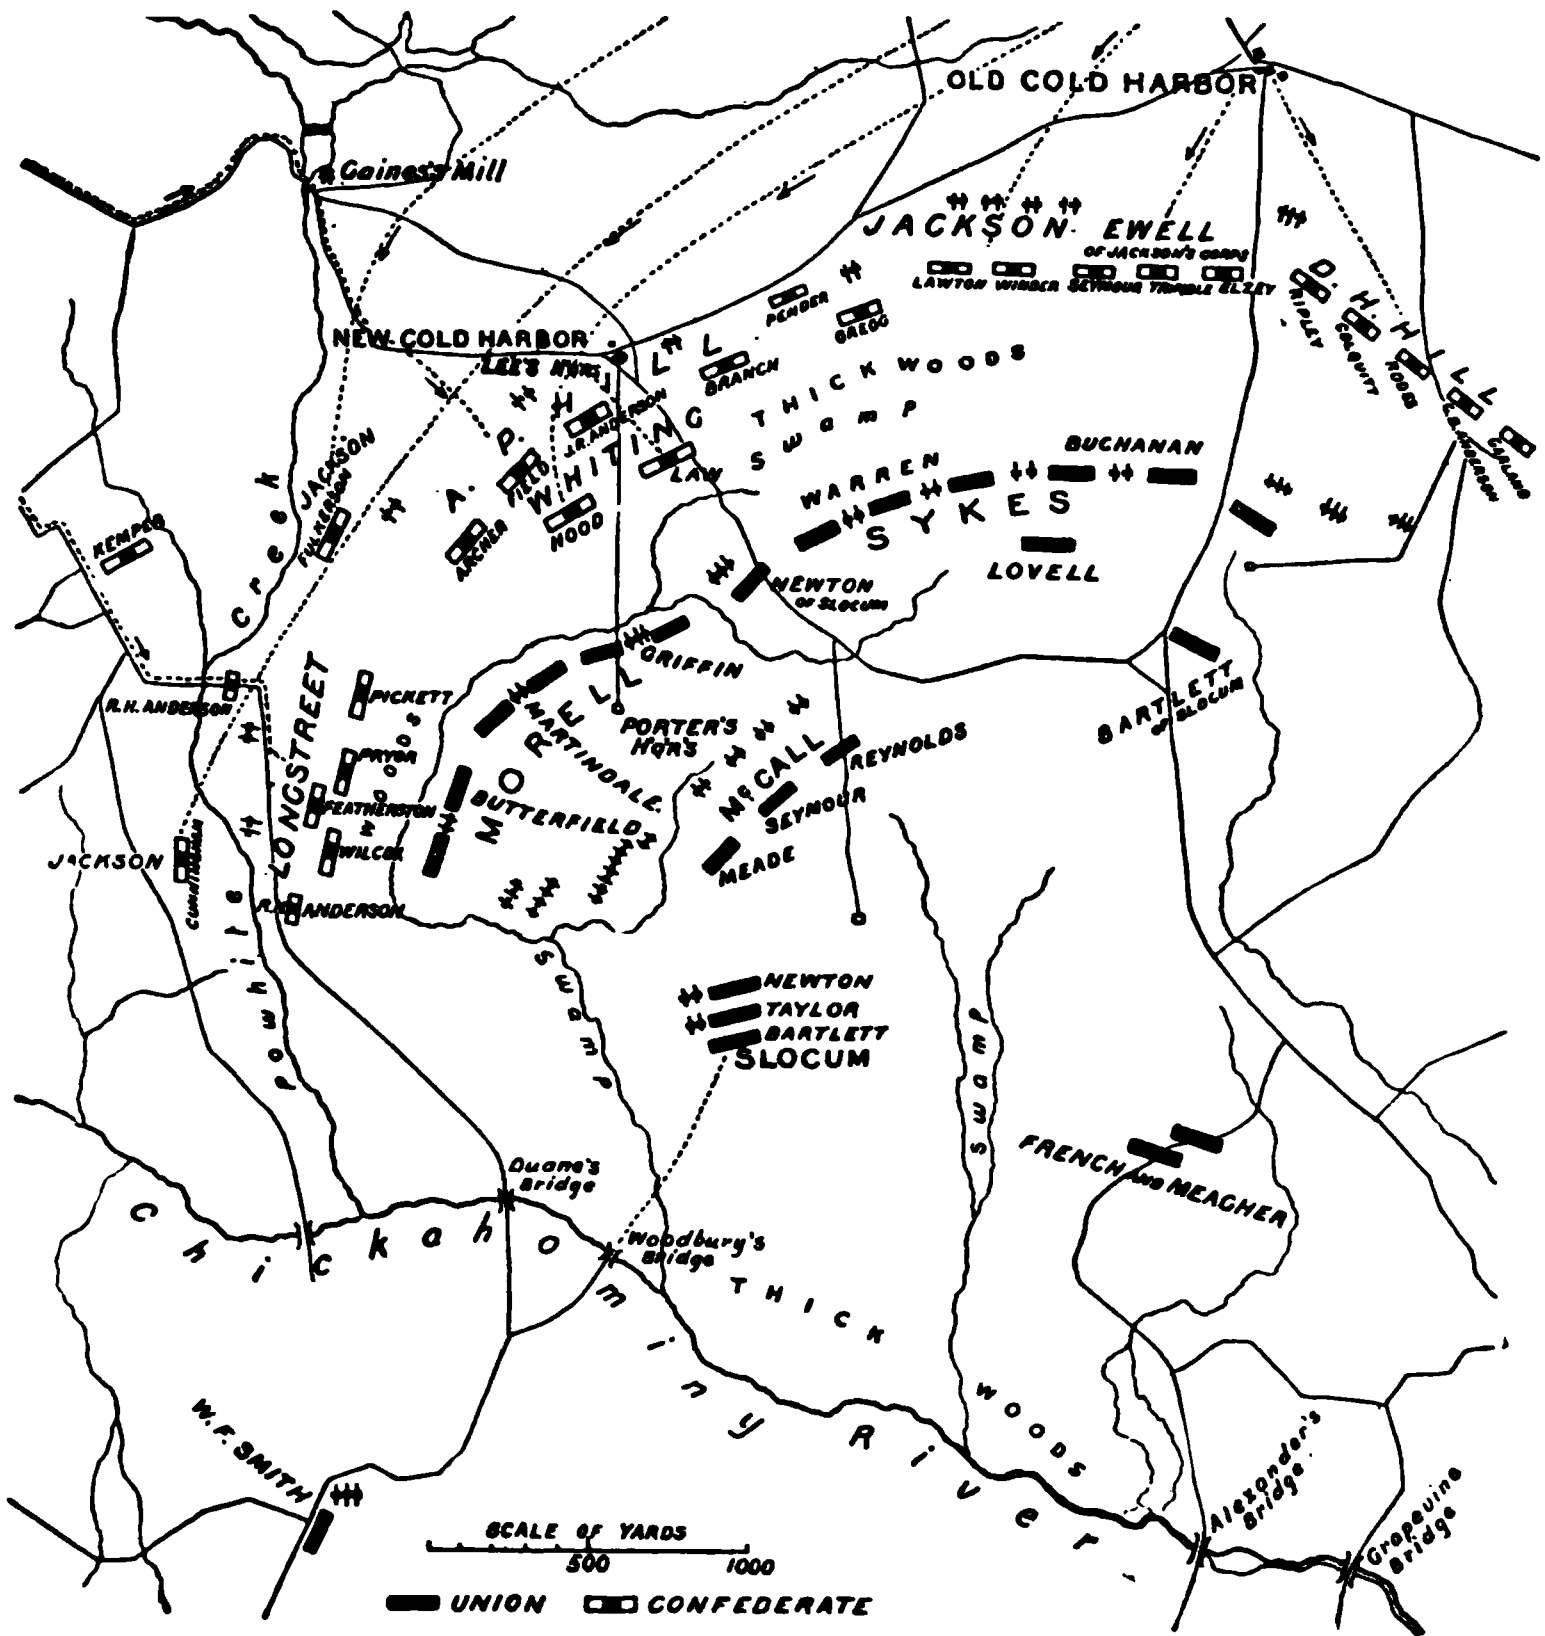 OLD COLD HARBOR
Gaines's Mill
JACKSON
EWELL
OF JACKSON'S CORPS
LAWTON WINDER SEYMOUR TRIMBLE ELZEY
D. H. HILL
RIPLEY
COLQUITT
RODES
G.B. ANDERSON
GARLAND
PENDER
GREGG
BRANCH
NEW COLD HARBOR
LEE'S HDQRS
A. P. HILL
J.R. ANDERSON
FIELD
ARCHER
WHITING
LAW
HOOD
THICK WOODS
Swamp
JACKSON
FULKERSON
KEMPER
Creek
WARREN
BUCHANAN
SYKES
LOVELL
NEWTON
OF SLOCUM
GRIFFIN
BARTLETT
OF SLOCUM
R.H. ANDERSON
LONGSTREET
PICKETT
PRYOR
FEATHERSTON
WILCOX
WOODS
R.H. ANDERSON
JACKSON
CUNNINGHAM
MORELL
MARTINDALE
BUTTERFIELD
PORTER'S
HDQRS
McCALL
REYNOLDS
SEYMOUR
MEADE
NEWTON
TAYLOR
BARTLETT
SLOCUM
Swamp
Swamp
Powhite
FRENCH AND MEAGHER
Duane's
Bridge
Woodbury's
Bridge
Chickahominy River
THICK
WOODS
W. F. SMITH
Alexander's
Bridge
Grapevine
Bridge
SCALE OF YARDS
500 1000
UNION CONFEDERATE